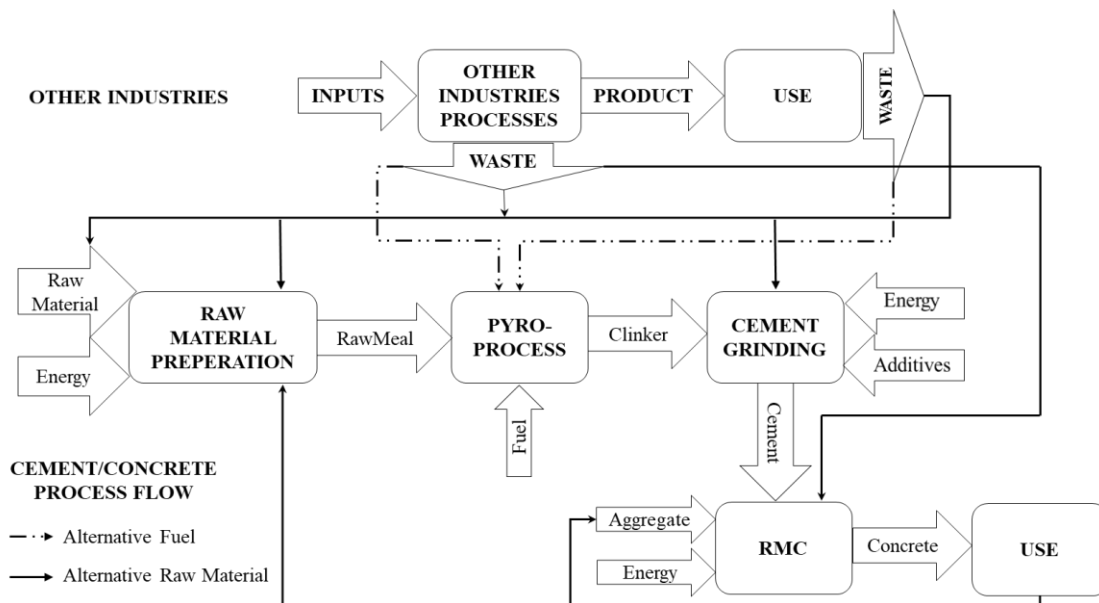 OTHER INDUSTRIES
INPUTS
OTHER
INDUSTRIES
PROCESSES
PRODUCT
USE
WASTE
WASTE
Raw
Material
Energy
RAW
MATERIAL
PREPERATION
RawMeal
PYRO-
PROCESS
Fuel
Clinker
CEMENT
GRINDING
Energy
Additives
Cement
CEMENT/CONCRETE
PROCESS FLOW
Alternative Fuel
Alternative Raw Material
Aggregate
Energy
RMC
Concrete
USE